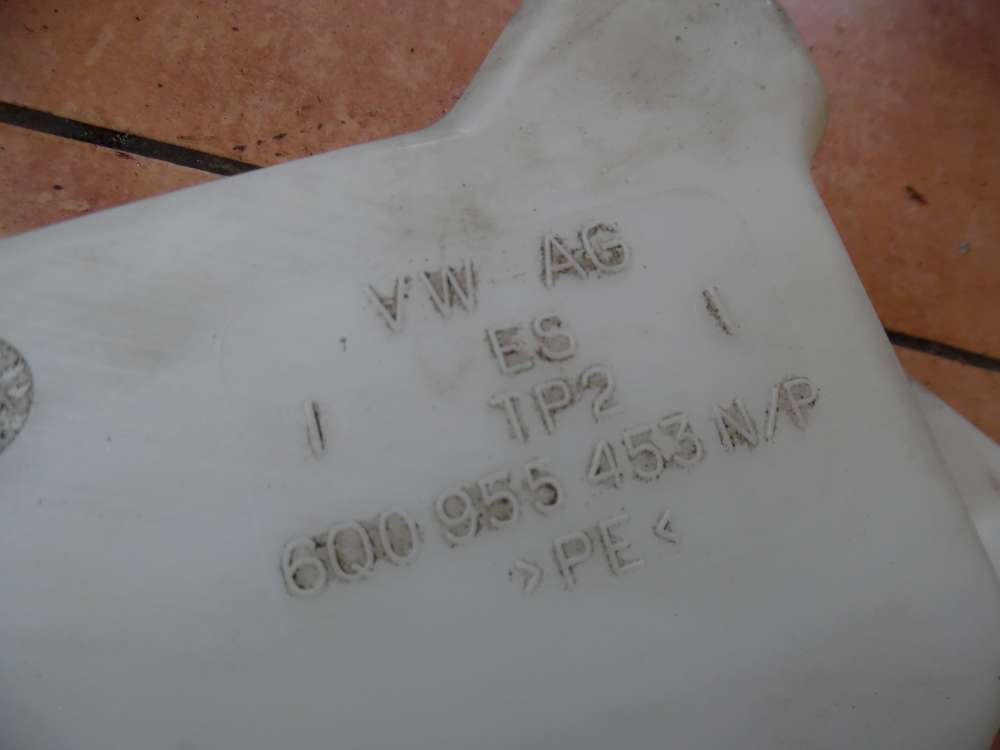 VW AG
ES
I TP2 I
6Q0 955 453 N/P
>PE<